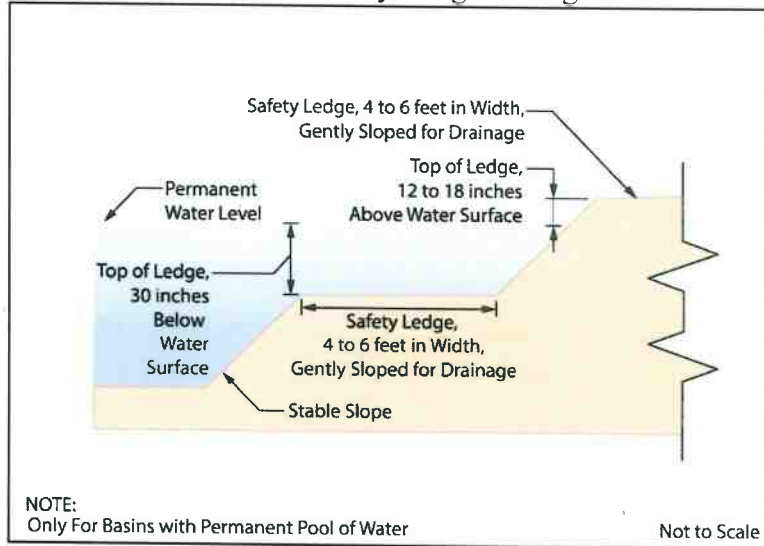 Safety Ledge, 4 to 6 feet in Width,
Gently Sloped for Drainage
Top of Ledge,
12 to 18 inches
Above Water Surface
Permanent
Water Level
Top of Ledge,
30 inches
Below
Water
Surface
Safety Ledge,
4 to 6 feet in Width,
Gently Sloped for Drainage
Stable Slope
NOTE:
Only For Basins with Permanent Pool of Water
Not to Scale